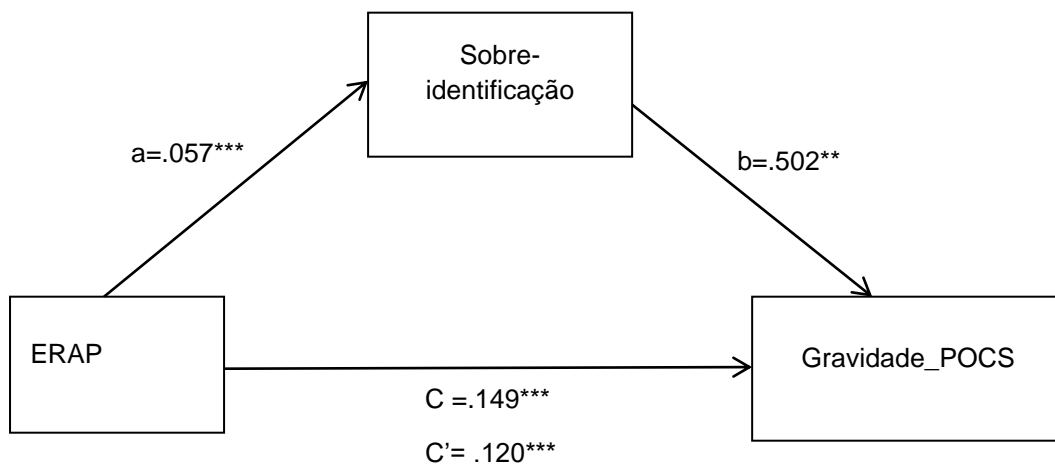 Sobre-
identificação
a=.057***
b=.502**
ERAP
Gravidade_POCS
C =.149***
C’= .120***